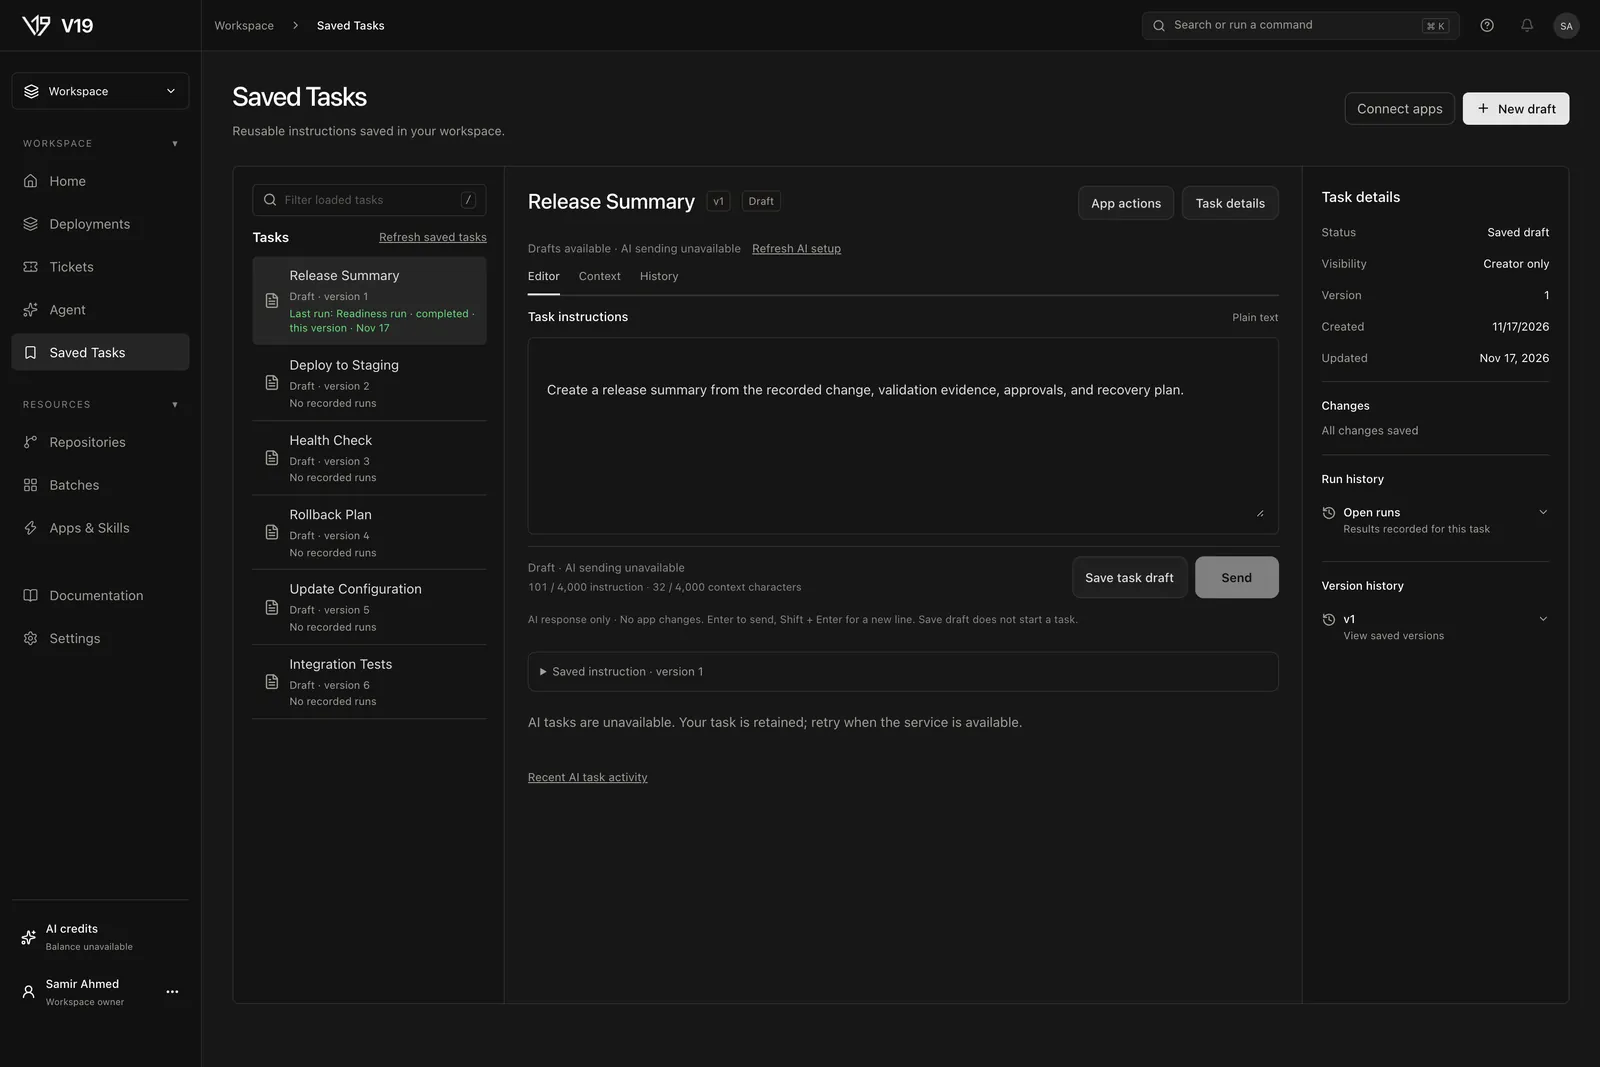 V19
Workspace
Saved Tasks
Search or run a command
⌘ K
SA
Workspace
WORKSPACE
Home
Deployments
Tickets
Agent
Saved Tasks
RESOURCES
Repositories
Batches
Apps & Skills
Documentation
Settings
AI credits
Balance unavailable
Samir Ahmed
Workspace owner
Saved Tasks
Reusable instructions saved in your workspace.
Connect apps
+ New draft
Filter loaded tasks
/
Tasks
Refresh saved tasks
Release Summary
Draft · version 1
Last run: Readiness run · completed ·
this version · Nov 17
Deploy to Staging
Draft · version 2
No recorded runs
Health Check
Draft · version 3
No recorded runs
Rollback Plan
Draft · version 4
No recorded runs
Update Configuration
Draft · version 5
No recorded runs
Integration Tests
Draft · version 6
No recorded runs
Release Summary
v1
Draft
App actions
Task details
Drafts available · AI sending unavailable
Refresh AI setup
Editor
Context
History
Task instructions
Plain text
Create a release summary from the recorded change, validation evidence, approvals, and recovery plan.
Draft · AI sending unavailable
101 / 4,000 instruction · 32 / 4,000 context characters
Save task draft
Send
AI response only · No app changes. Enter to send, Shift + Enter for a new line. Save draft does not start a task.
Saved instruction · version 1
AI tasks are unavailable. Your task is retained; retry when the service is available.
Recent AI task activity
Task details
Status
Saved draft
Visibility
Creator only
Version
1
Created
11/17/2026
Updated
Nov 17, 2026
Changes
All changes saved
Run history
Open runs
Results recorded for this task
Version history
v1
View saved versions